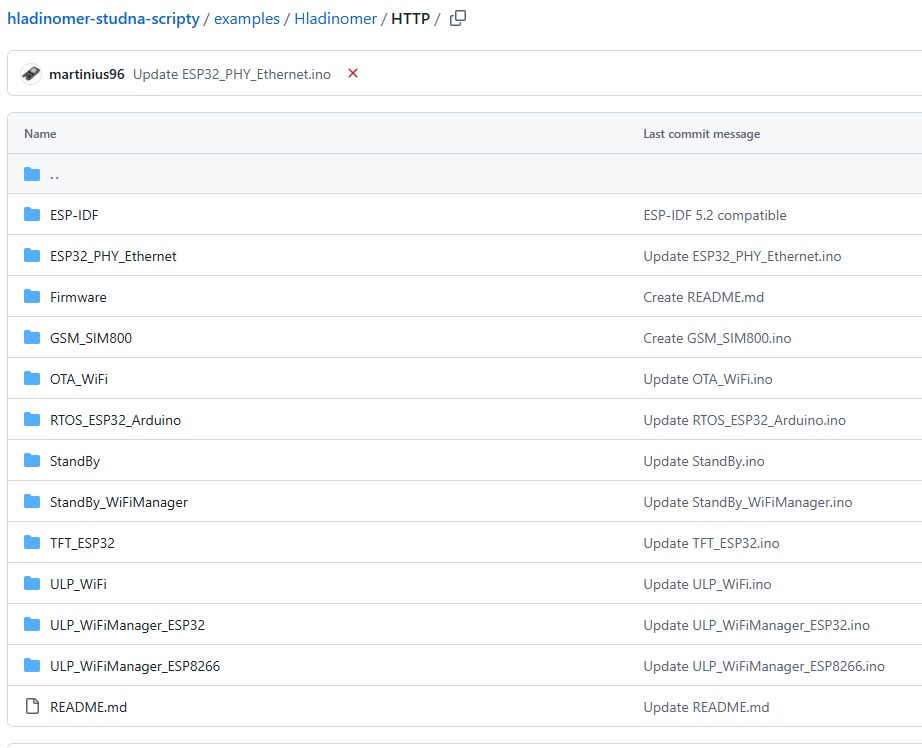 hladinomer-studna-scripty / examples / Hladinomer / HTTP /
martinius96 Update ESP32_PHY_Ethernet.ino
Name Last commit message
..
ESP-IDF ESP-IDF 5.2 compatible
ESP32_PHY_Ethernet Update ESP32_PHY_Ethernet.ino
Firmware Create README.md
GSM_SIM800 Create GSM_SIM800.ino
OTA_WiFi Update OTA_WiFi.ino
RTOS_ESP32_Arduino Update RTOS_ESP32_Arduino.ino
StandBy Update StandBy.ino
StandBy_WiFiManager Update StandBy_WiFiManager.ino
TFT_ESP32 Update TFT_ESP32.ino
ULP_WiFi Update ULP_WiFi.ino
ULP_WiFiManager_ESP32 Update ULP_WiFiManager_ESP32.ino
ULP_WiFiManager_ESP8266 Update ULP_WiFiManager_ESP8266.ino
README.md Update README.md